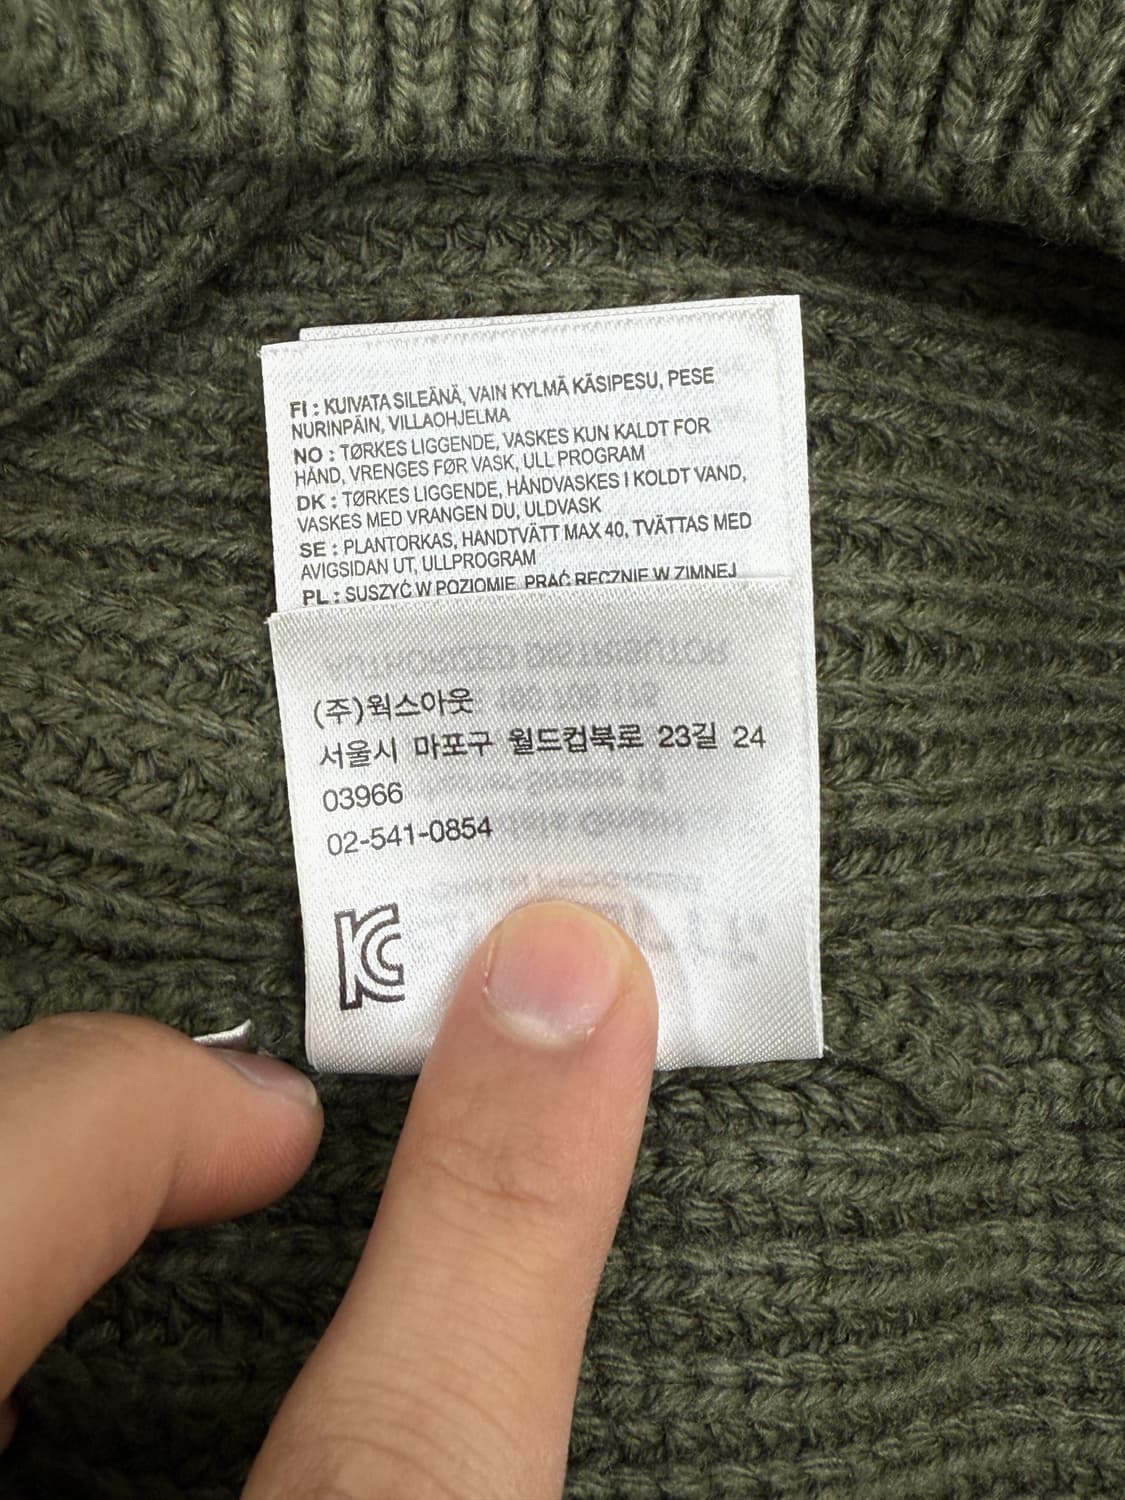 FI : KUIVATA SILEÄNÄ, VAIN KYLMÄ KÄSIPESU, PESE
NURINPÄIN, VILLAOHJELMA
NO : TØRKES LIGGENDE, VASKES KUN KALDT FOR
HÅND, VRENGES FØR VASK, ULL PROGRAM
DK : TØRKES LIGGENDE, HÅNDVASKES I KOLDT VAND,
VASKES MED VRANGEN DU, ULDVASK
SE : PLANTORKAS, HANDTVÄTT MAX 40, TVÄTTAS MED
AVIGSIDAN UT, ULLPROGRAM
PL : SUSZYĆ W POZIOMIE, PRAĆ RĘCZNIE W ZIMNEJ
(주)웍스아웃
서울시 마포구 월드컵북로 23길 24
03966
02-541-0854
KC